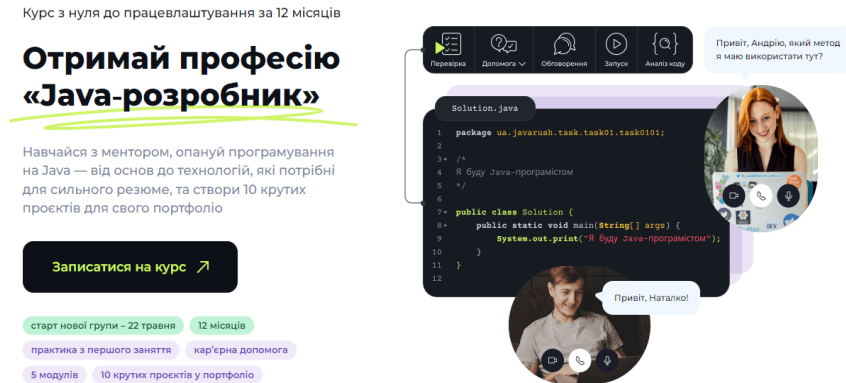 Курс з нуля до працевлаштування за 12 місяців
Отримай професію
«Java-розробник»
Навчайся з ментором, опануй програмування
на Java — від основ до технологій, які потрібні
для сильного резюме, та створи 10 крутих
проєктів для свого портфоліо
Записатися на курс
старт нової групи – 22 травня
12 місяців
практика з першого заняття
кар'єрна допомога
5 модулів
10 крутих проєктів у портфоліо
Перевірка
Допомога
Обговорення
Запуск
Аналіз коду
Привіт, Андрію, який метод
я маю використати тут?
Solution.java
1 package ua.javarush.task.task01.task0101;
2
3 /*
4 Я буду Java-програмістом
5 */
6
7 public class Solution {
8 public static void main(String[] args) {
9 System.out.print("Я буду Java-програмістом");
10 }
11 }
12
Привіт, Наталко!